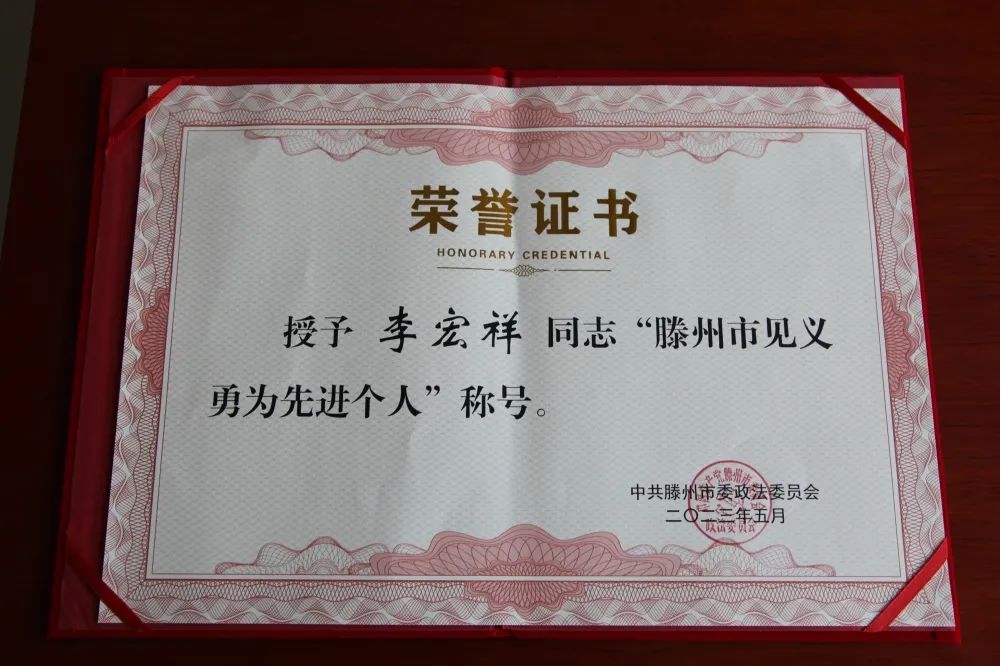 荣誉证书
HONORARY CREDENTIAL
授予 李宏祥 同志“滕州市见义
勇为先进个人”称号。
中共滕州市委政法委员会
二〇二三年五月